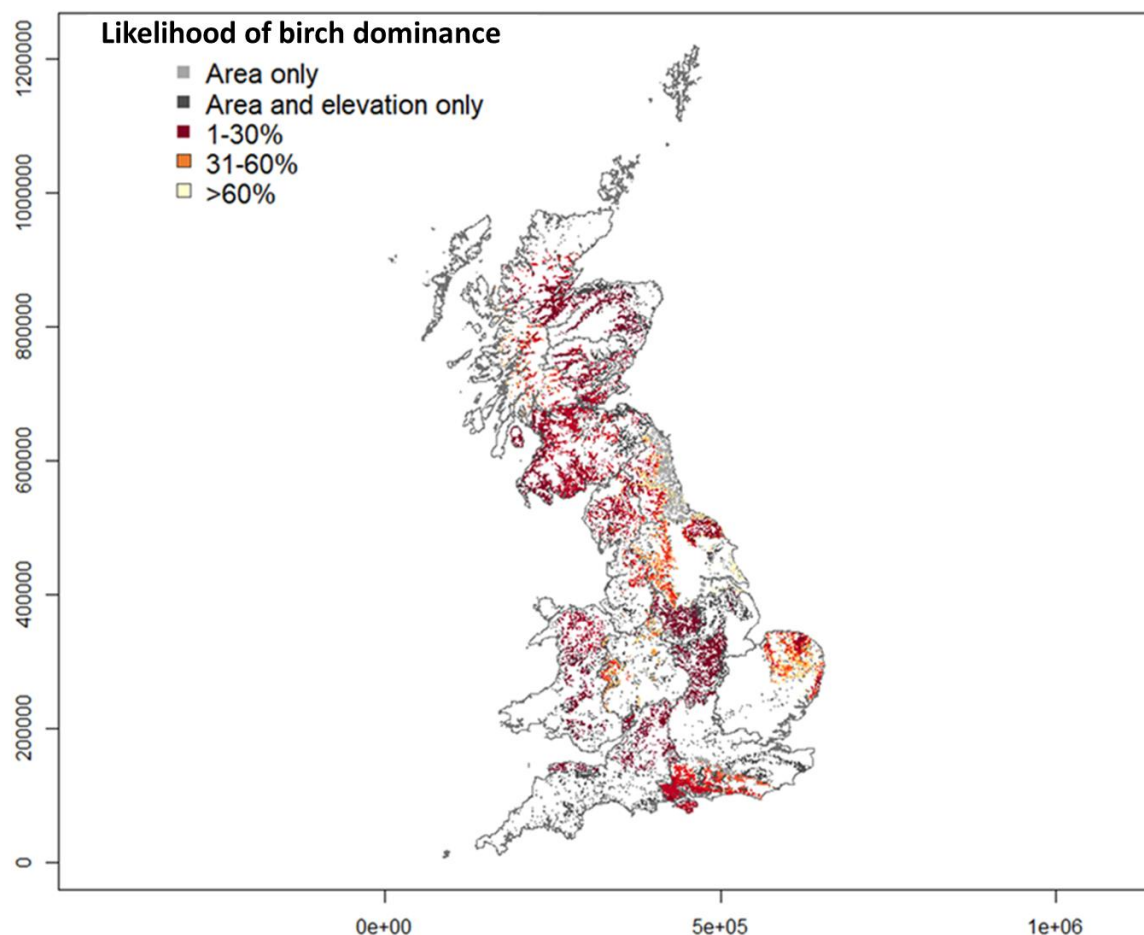 Likelihood of birch dominance
Area only
Area and elevation only
1-30%
31-60%
>60%
1200000
1000000
800000
600000
400000
200000
0
0e+00
5e+05
1e+06